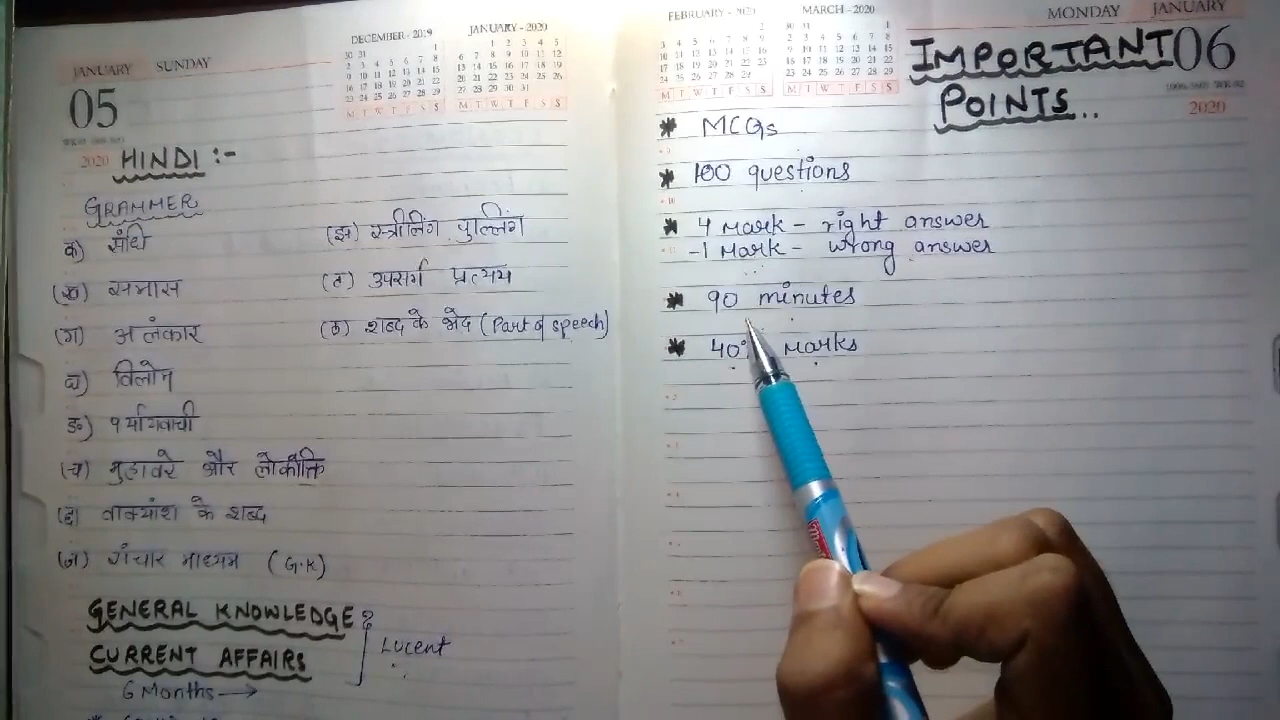 JANUARY SUNDAY
05
2020
DECEMBER - 2019
JANUARY - 2020
HINDI :-
GRAMMER
क) संधि
(ख) समास
(ग) अलंकार
घ) विलोम
ङ) पर्यायवाची
(च) मुहावरे और लोकोक्ति
(छ) वाक्यांश के शब्द
(ज) संचार माध्यम (G.K)
(झ) स्त्रीलिंग पुल्लिंग
(ट) उपसर्ग प्रत्यय
(ठ) शब्द के भेद (Part of speech)
GENERAL KNOWLEDGE &
CURRENT AFFAIRS
Lucent
6 Months →
FEBRUARY - 2020
MARCH - 2020
MONDAY JANUARY
06
2020
IMPORTANT
POINTS..
* MCQs
* 100 questions
* 4 mark - right answer
-1 Mark - wrong answer
* 90 minutes
* 40% Marks